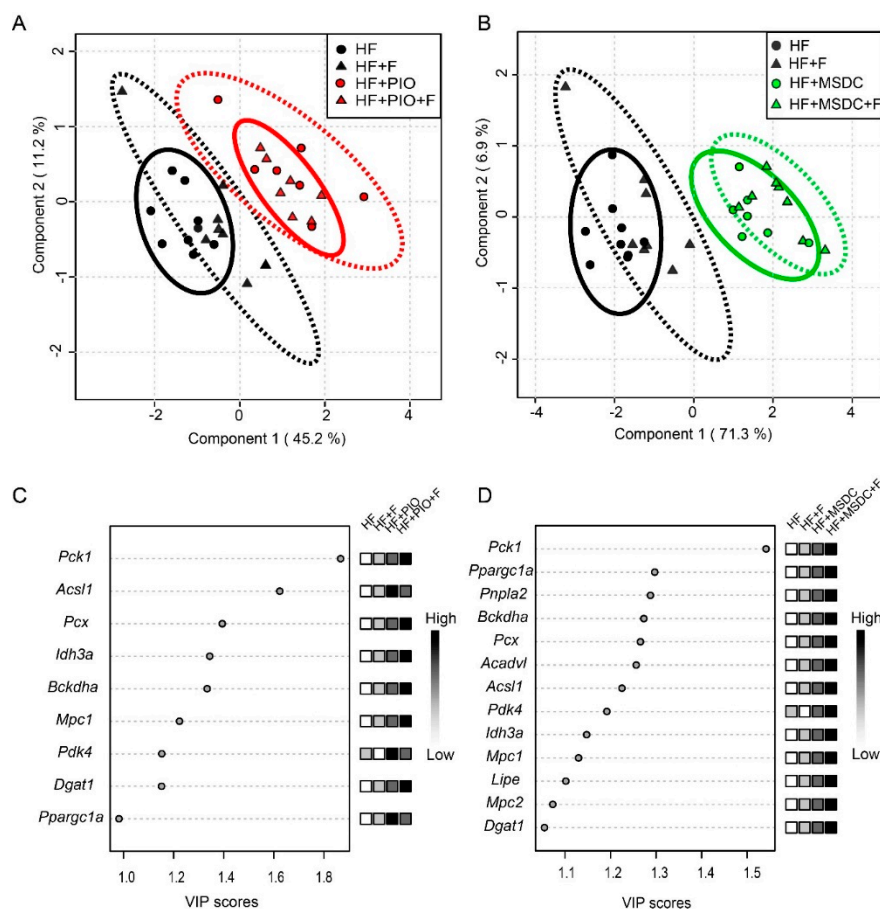 A
HF
HF+F
HF+PIO
HF+PIO+F
2
1
0
-1
-2
-2
0
2
4
Component 2 ( 11.2 %)
Component 1 ( 45.2 %)
B
HF
HF+F
HF+MSDC
HF+MSDC+F
2
1
0
-1
-2
-4
-2
0
2
4
Component 2 ( 6.9 %)
Component 1 ( 71.3 %)
C
HF
HF+F
HF+PIO
HF+PIO+F
Pck1
Acsl1
Pcx
Idh3a
Bckdha
Mpc1
Pdk4
Dgat1
Ppargc1a
High
Low
1.0
1.2
1.4
1.6
1.8
VIP scores
D
HF
HF+F
HF+MSDC
HF+MSDC+F
Pck1
Ppargc1a
Pnpla2
Bckdha
Pcx
Acadvl
Acsl1
Pdk4
Idh3a
Mpc1
Lipe
Mpc2
Dgat1
High
Low
1.1
1.2
1.3
1.4
1.5
VIP scores